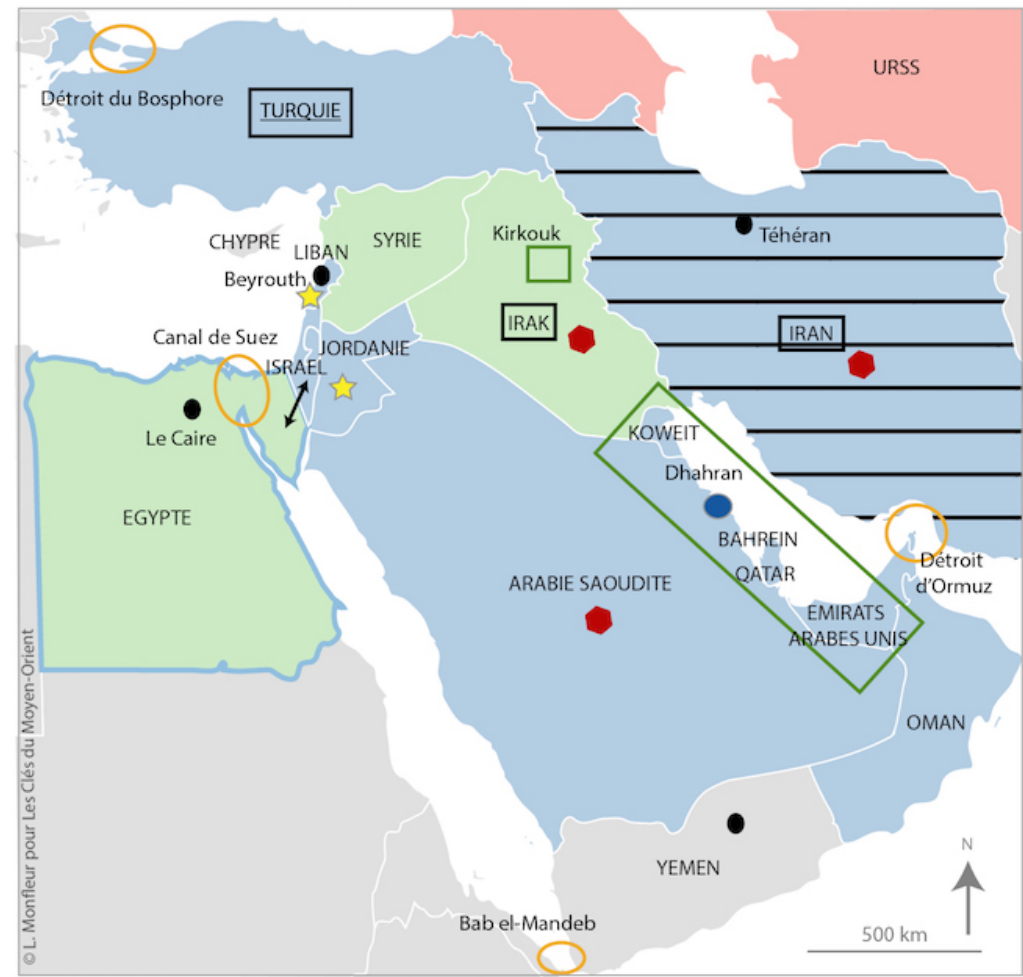 URSS
Détroit du Bosphore
TURQUIE
Kirkouk
Téhéran
CHYPRE
SYRIE
LIBAN
Beyrouth
IRAK
IRAN
Canal de Suez
JORDANIE
ISRAEL
Le Caire
KOWEIT
Dhahran
EGYPTE
BAHREIN
QATAR
Détroit
d'Ormuz
ARABIE SAOUDITE
EMIRATS
ARABES UNIS
OMAN
YEMEN
N
Bab el-Mandeb
500 km
© L. Monfleur pour Les Clés du Moyen-Orient